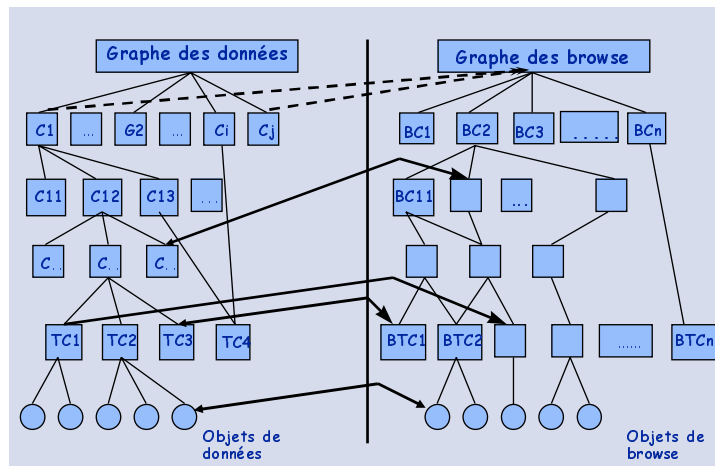 Graphe des données
Graphe des browse
C1
...
G2
...
Ci
Cj
BC1
BC2
BC3
.....
BCn
C11
C12
C13
...
BC11
...
C..
C..
C..
TC1
TC2
TC3
TC4
BTC1
BTC2
......
BTCn
Objets de
données
Objets de
browse